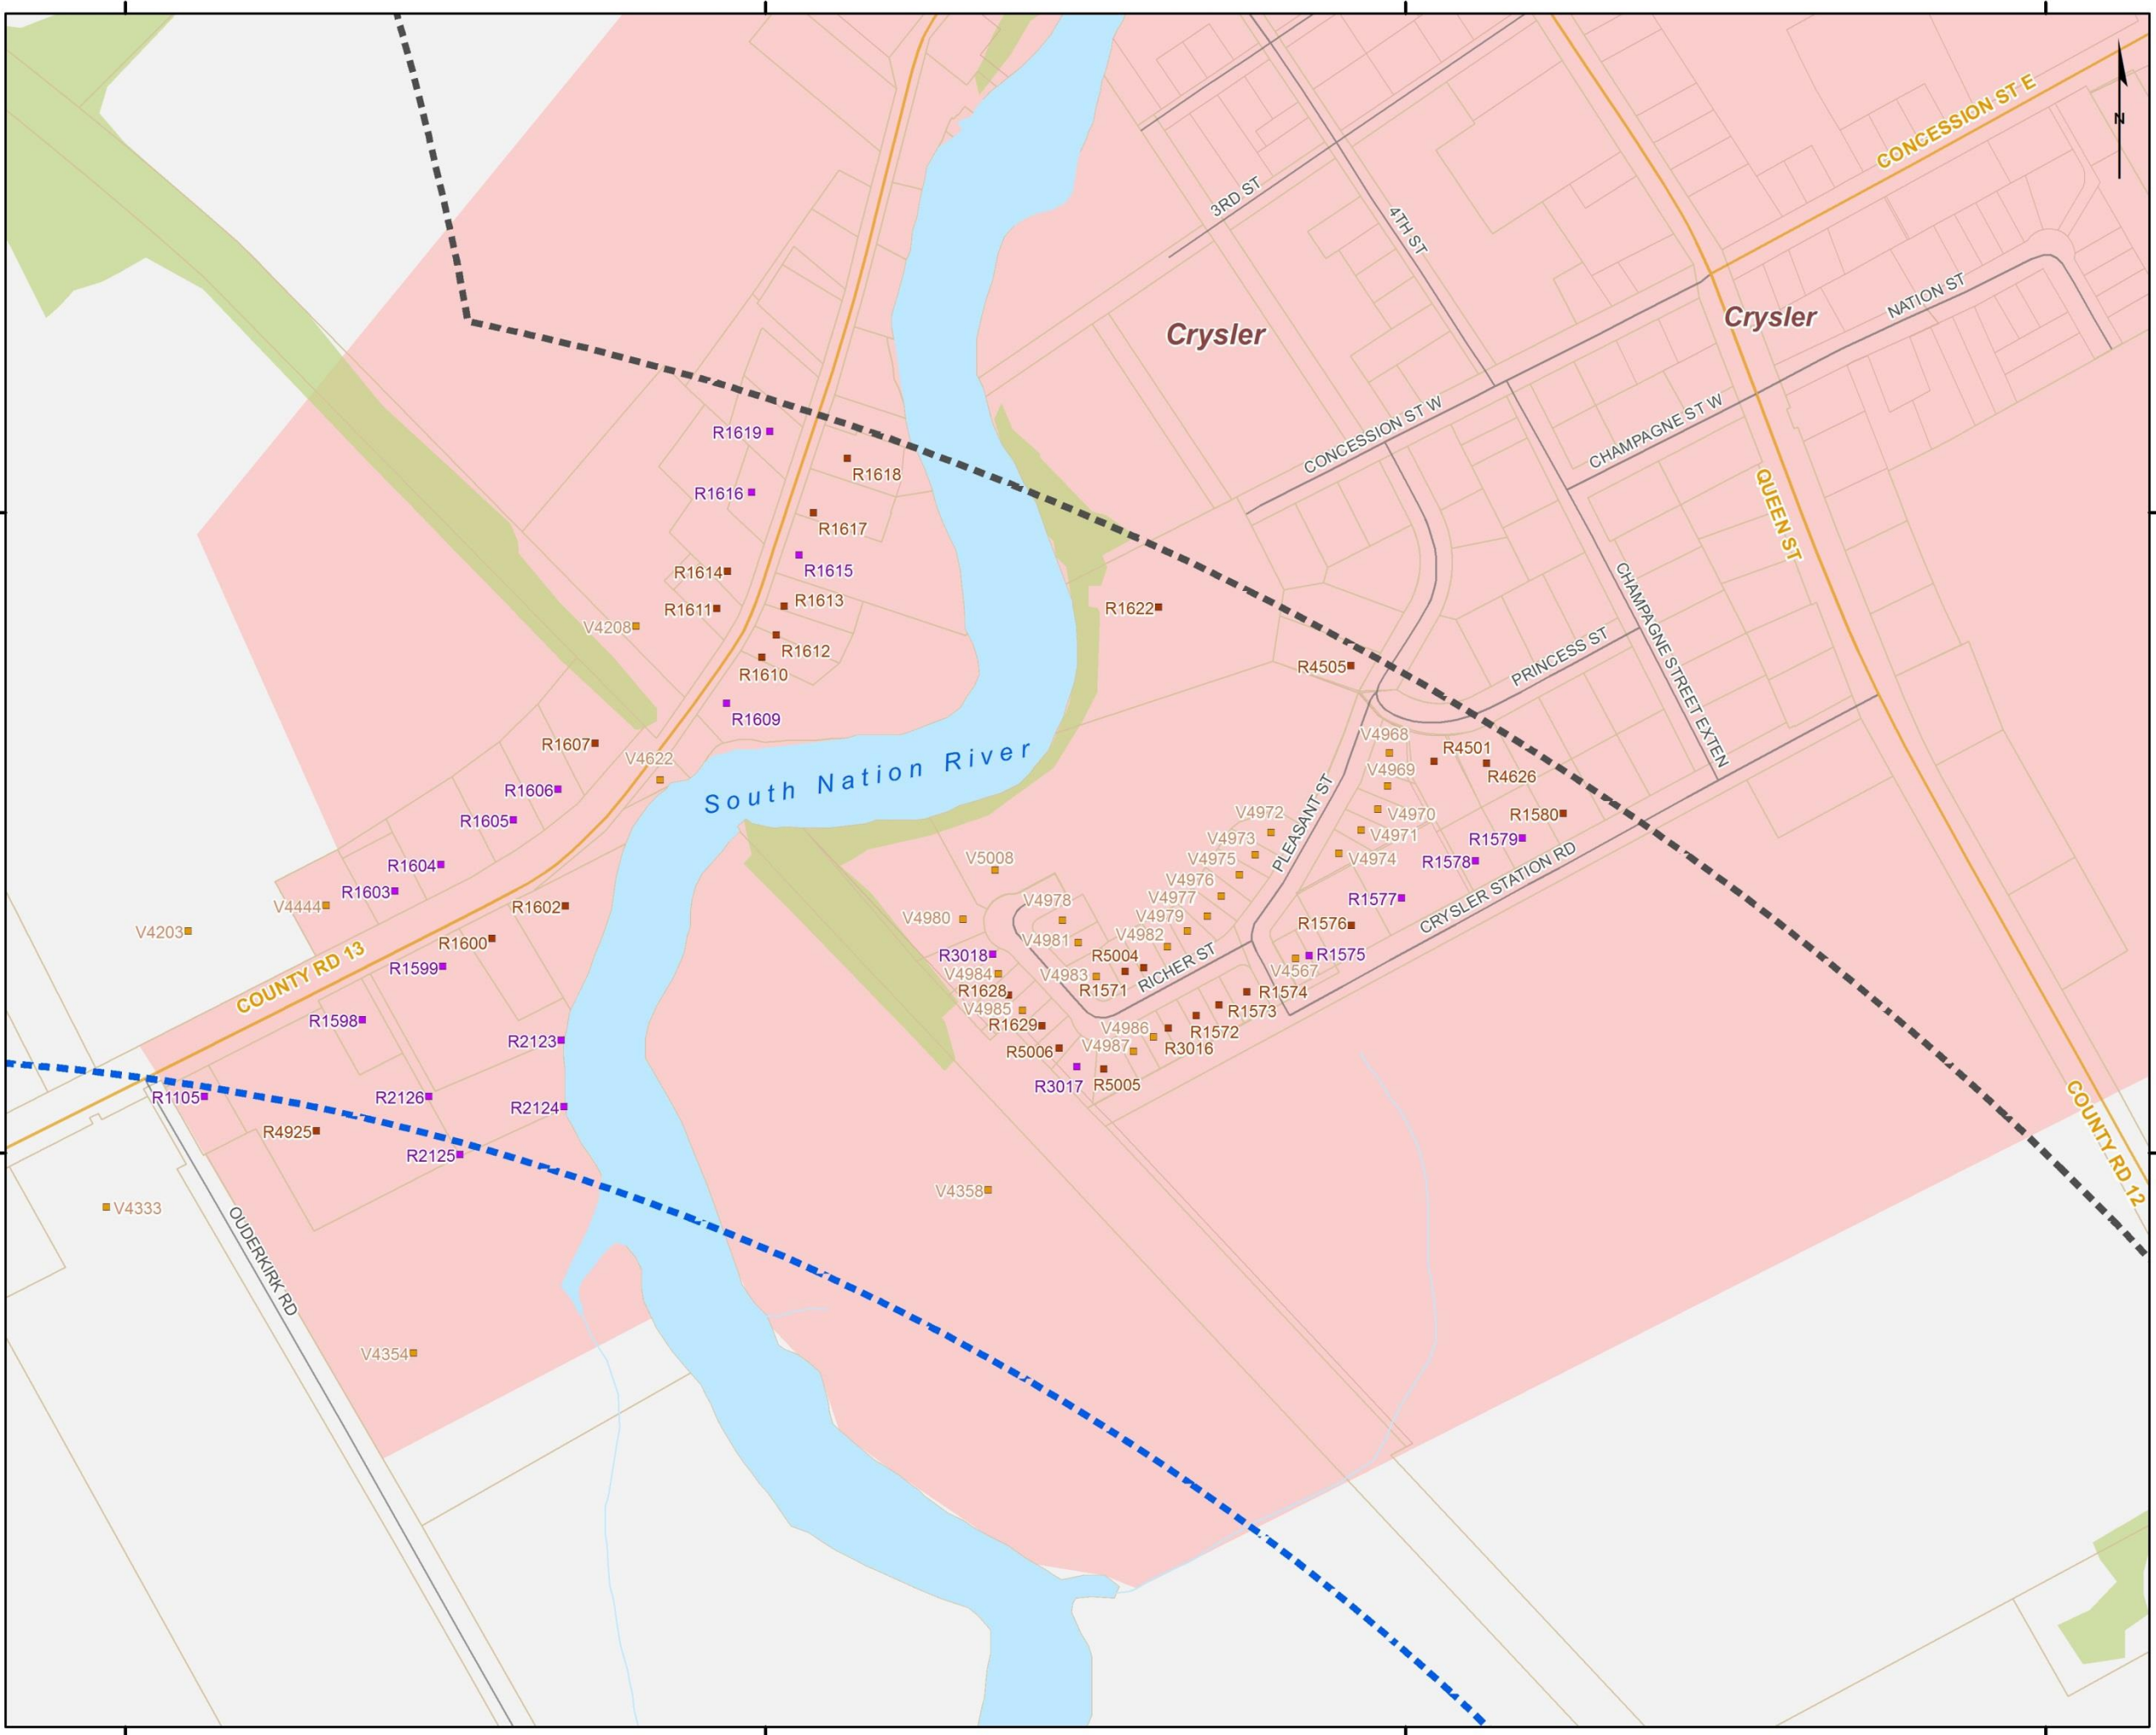 CONCESSION ST E
N
3RD ST
4TH ST
Crysler
Crysler
NATION ST
CONCESSION ST W
CHAMPAGNE ST W
QUEEN ST
R1619
R1618
R1616
R1617
R1615
R1614
R1613
R1611
R1622
V4208
R1612
R1610
R4505
PRINCESS ST
CHAMPAGNE STREET EXTEN
R1609
R1607
V4622
South Nation River
V4968
R4501
R4626
V4969
R1606
R1605
V4970
V4972
V4971
R1580
V4973
R1579
PLEASANT ST
V4975
V4974
R1578
V5008
R1604
V4976
R1603
V4977
R1577
CRYSLER STATION RD
V4978
V4444
R1602
V4979
V4980
R1576
V4203
V4982
V4981
R1600
R3018
R5004
R1575
RICHER ST
R1599
V4984
V4983
V4567
COUNTY RD 13
R1628
R1571
R1574
V4985
R1573
R1598
R1629
V4986
R1572
R2123
V4987
R3016
R5006
R3017
R5005
R1105
R2126
R2124
R4925
R2125
COUNTY RD 12
V4358
V4333
OUDERKIRK RD
V4354